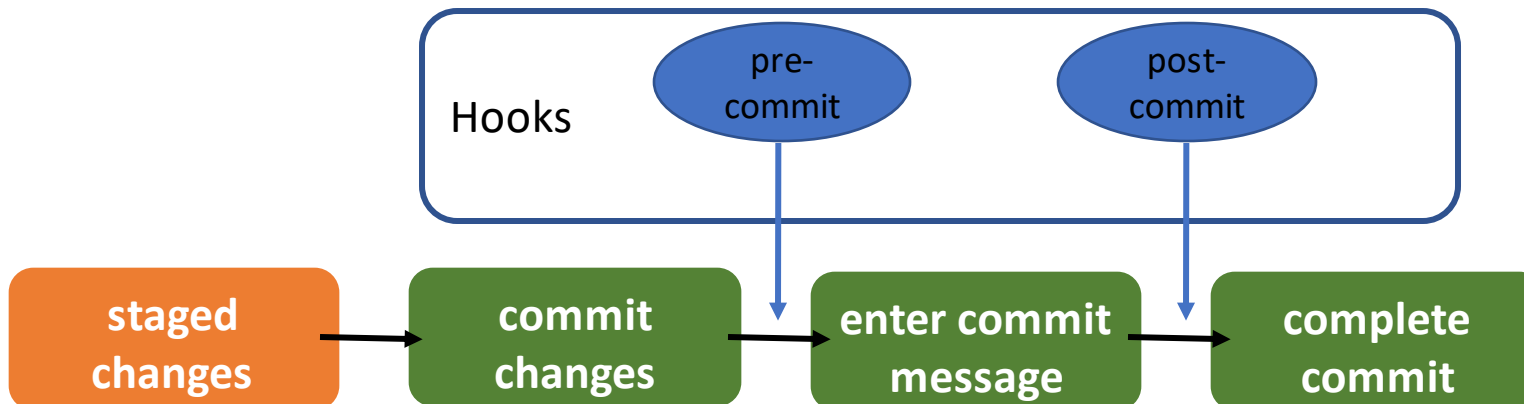 pre-
commit
post-
commit
Hooks
staged
changes
commit
changes
enter commit
message
complete
commit